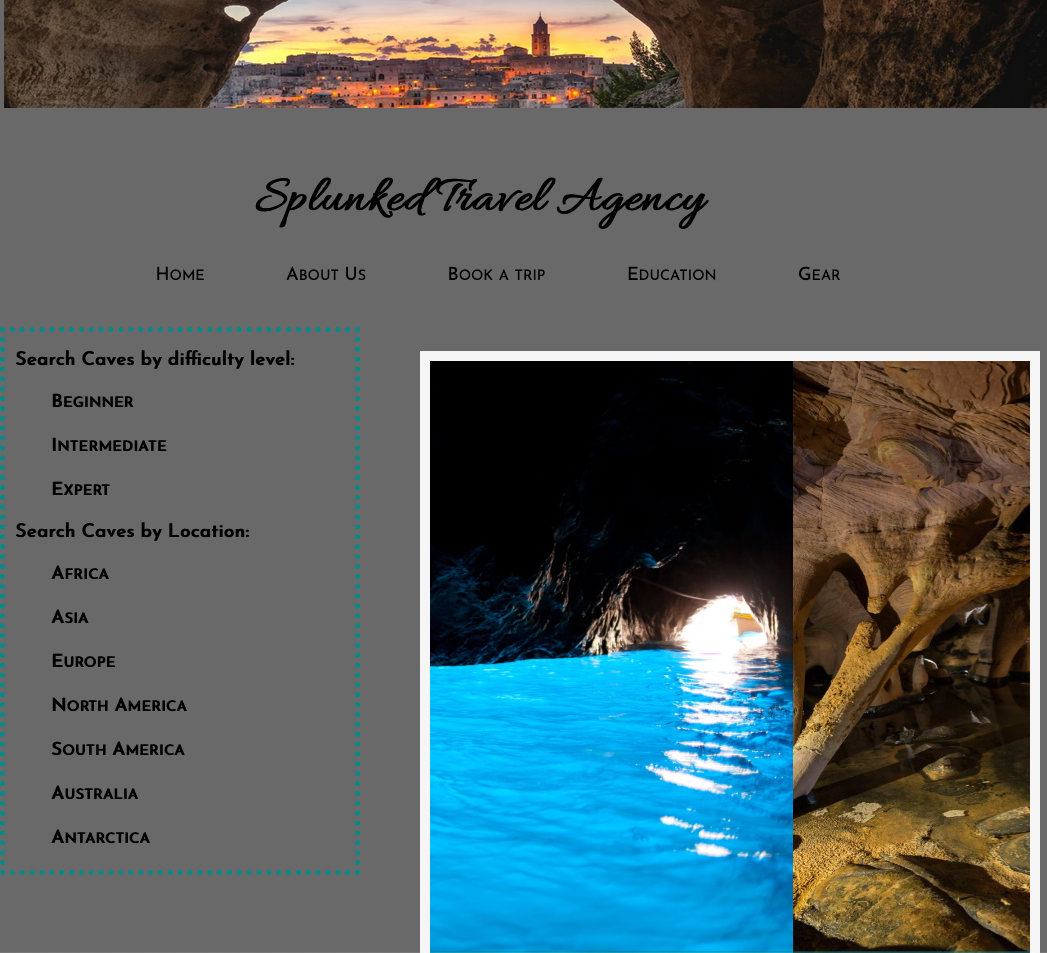 Splunked Travel Agency
Home About Us Book a trip Education Gear
Search Caves by difficulty level:
Beginner
Intermediate
Expert
Search Caves by Location:
Africa
Asia
Europe
North America
South America
Australia
Antarctica